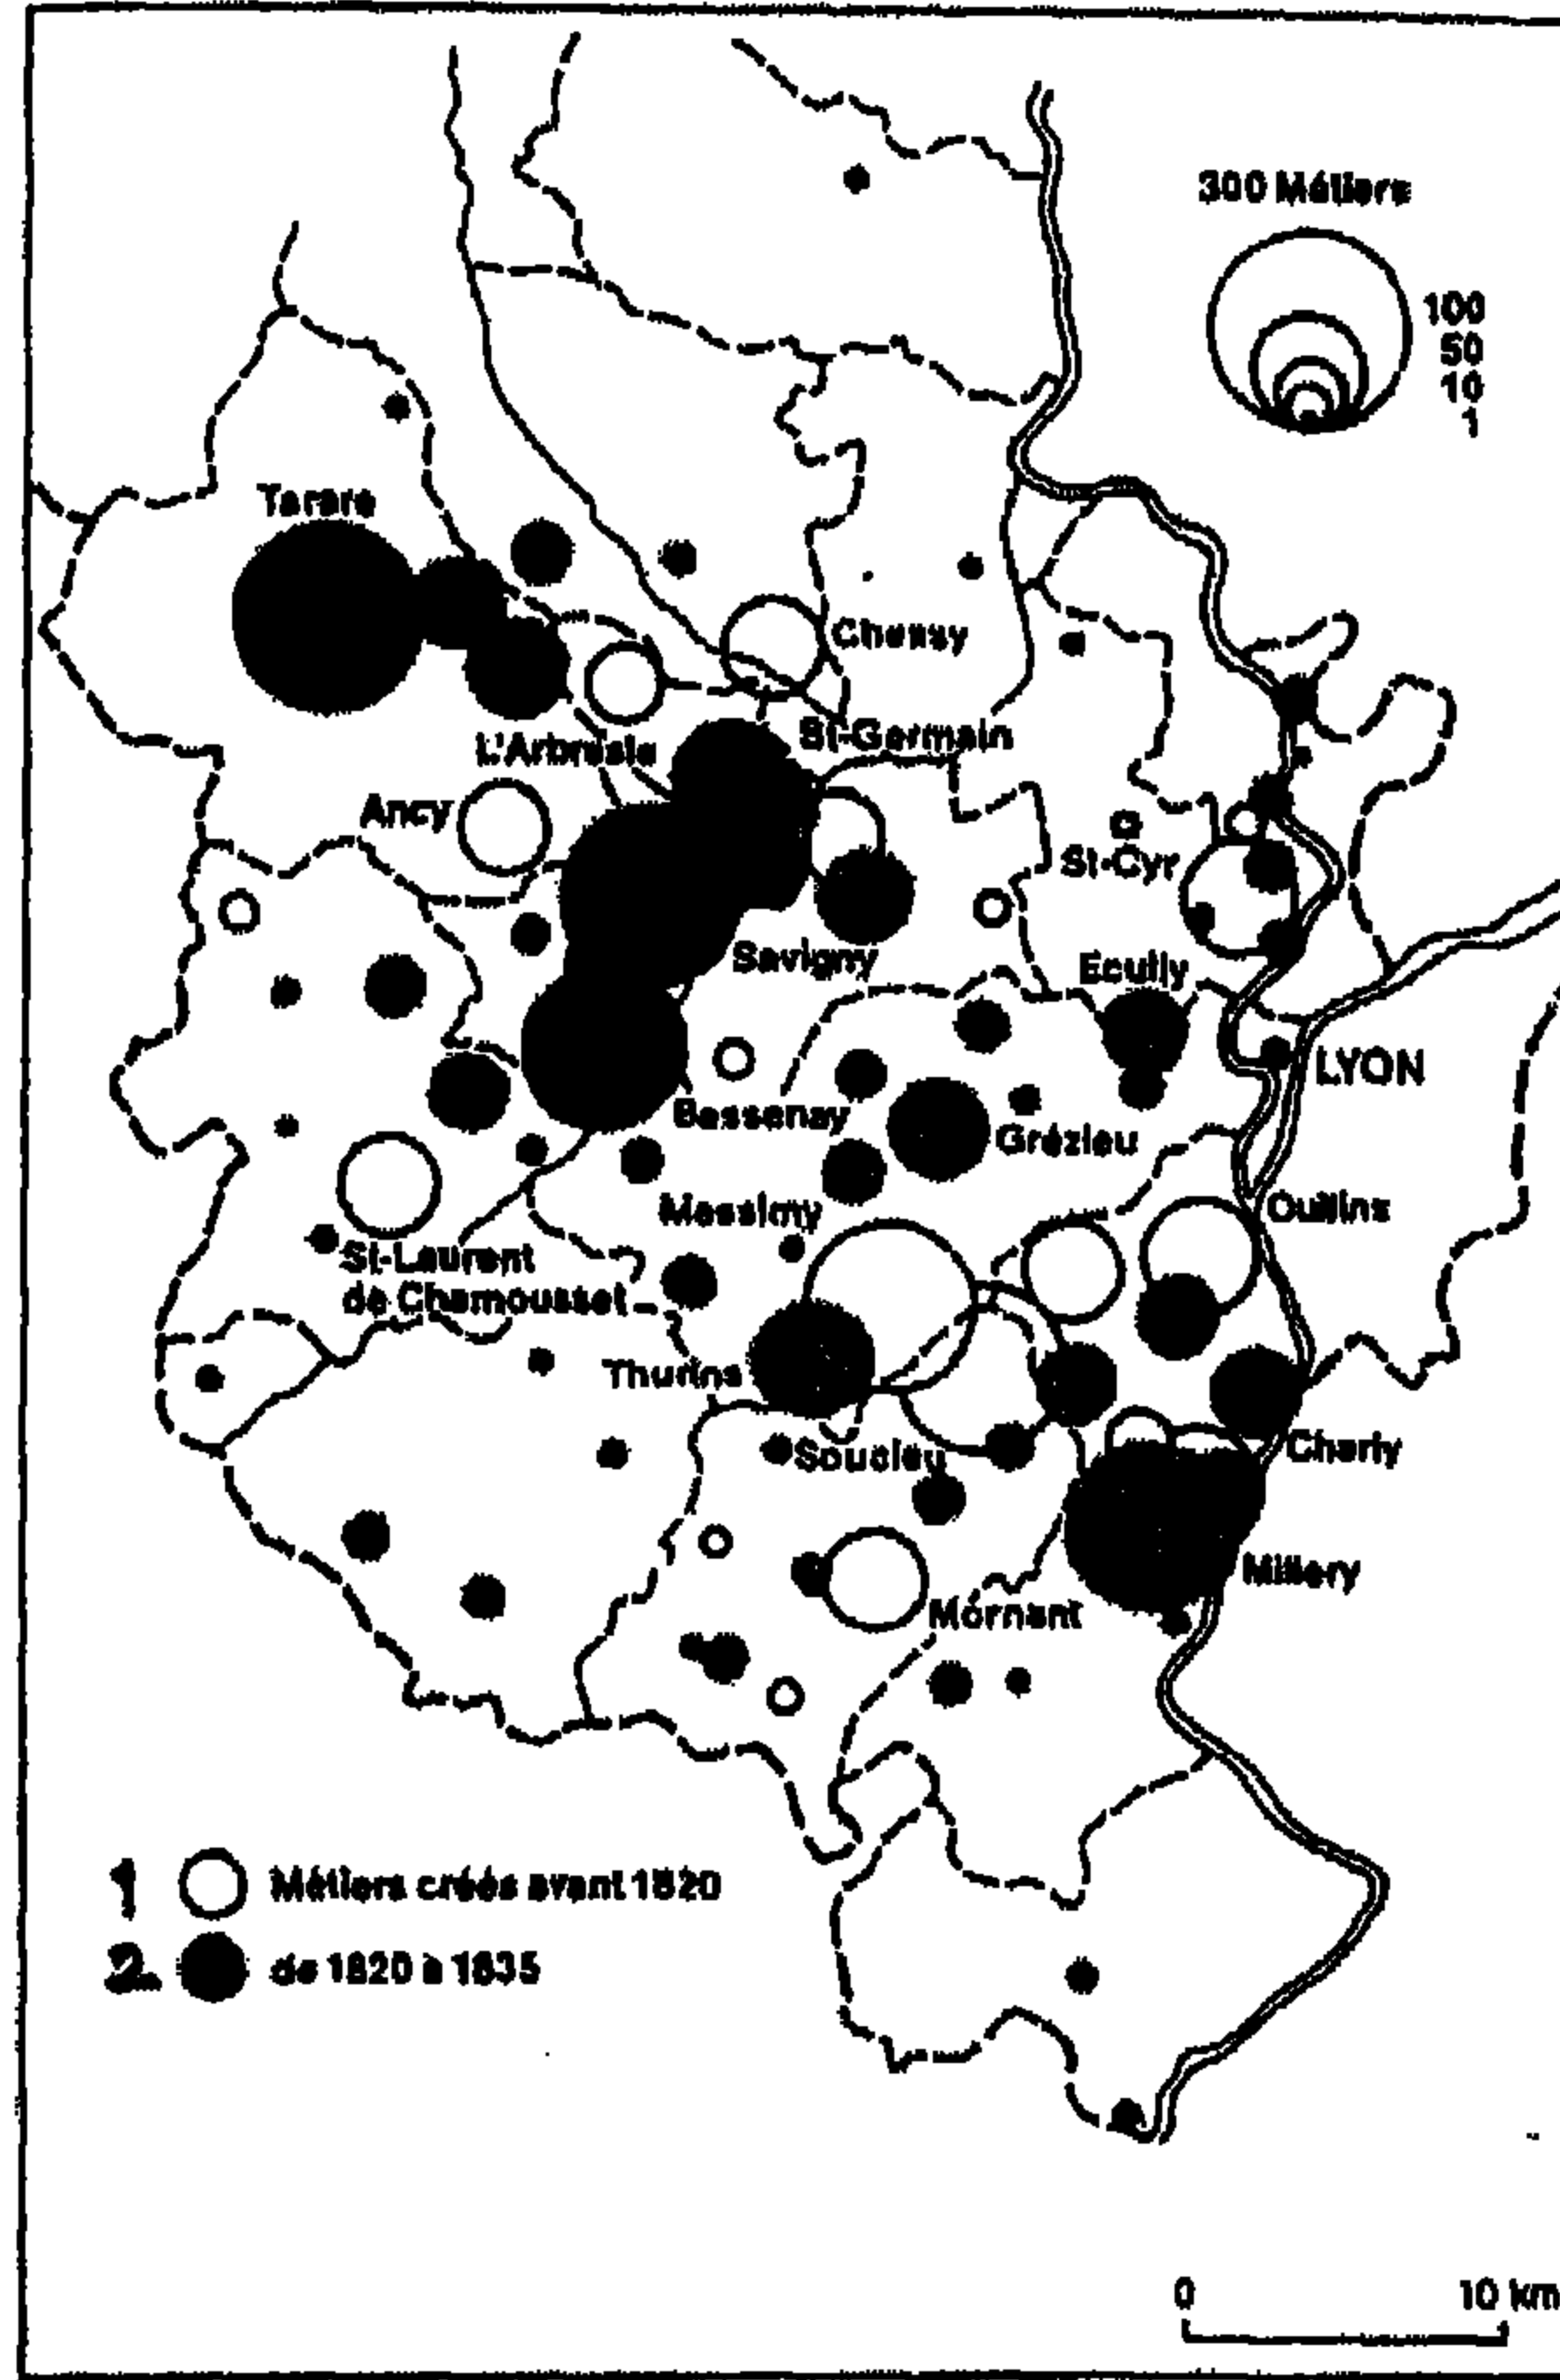 300 Métiers
100
50
10
1
Tarare
Chessy
St-Germain
L'Arbresle
Ancy
St-Cyr
Savigny
Ecully
LYON
Bessenay
Grézieu
Messimy
Oullins
St-Laurent
de Chamousset
Thurins
Soucieu
Charly
Millery
Mornant
1 Métiers créés avant 1820
2 de 1820 à 1835
0 10 km